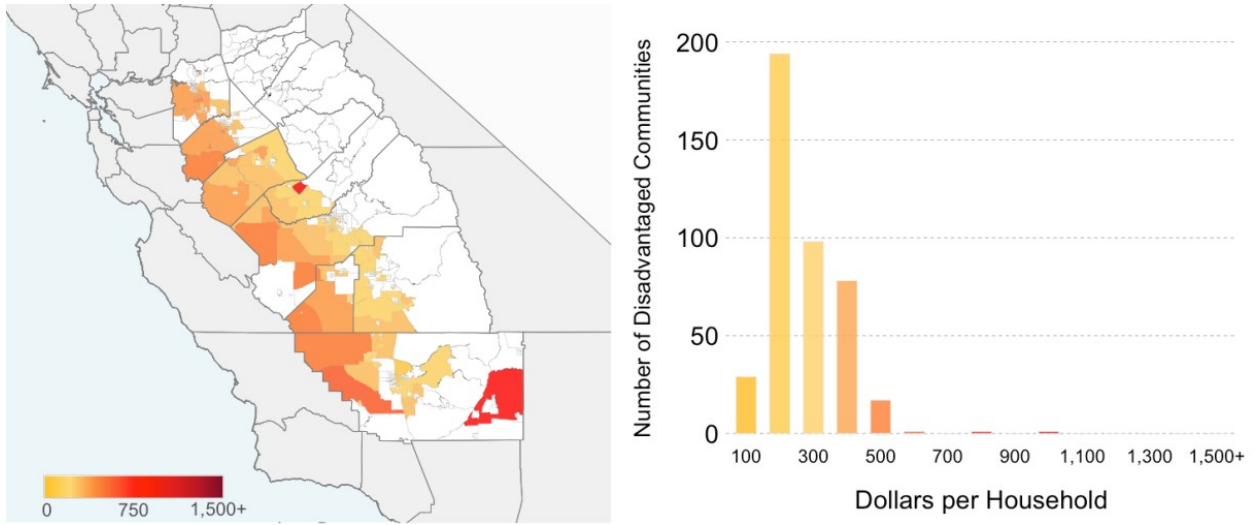 0 750 1,500+
Number of Disadvantaged Communities
200
150
100
50
0
100 300 500 700 900 1,100 1,300 1,500+
Dollars per Household